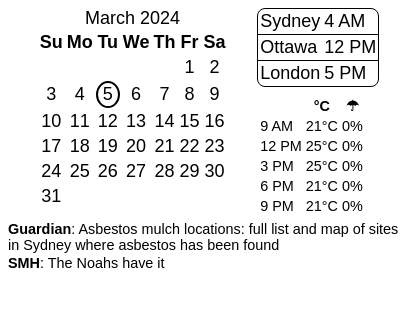 March 2024
Su Mo Tu We Th Fr Sa
1 2
3 4 5 6 7 8 9
10 11 12 13 14 15 16
17 18 19 20 21 22 23
24 25 26 27 28 29 30
31
Sydney 4 AM
Ottawa 12 PM
London 5 PM
°C ☂
9 AM 21°C 0%
12 PM 25°C 0%
3 PM 25°C 0%
6 PM 21°C 0%
9 PM 21°C 0%
Guardian: Asbestos mulch locations: full list and map of sites
in Sydney where asbestos has been found
SMH: The Noahs have it